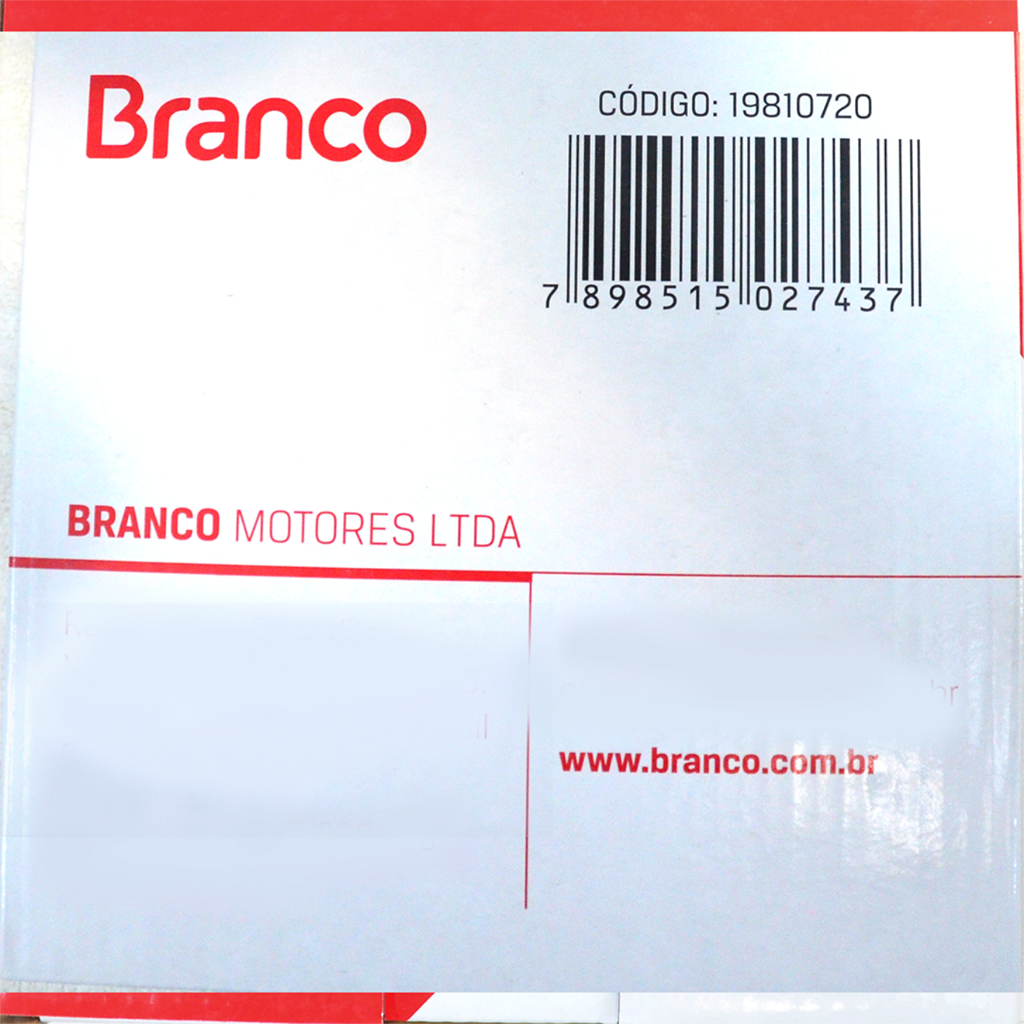 Branco
CÓDIGO: 19810720
7 898515 027437
BRANCO MOTORES LTDA
www.branco.com.br